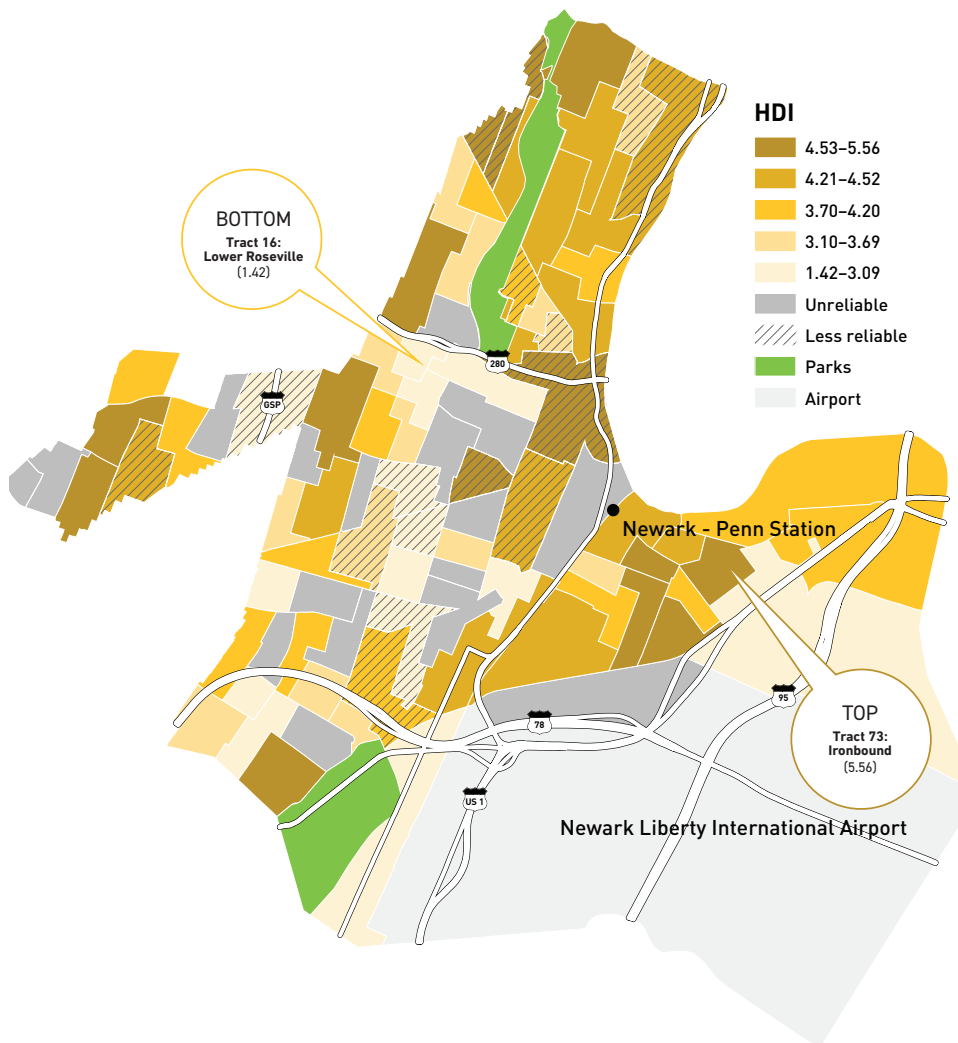 HDI
4.53–5.56
4.21–4.52
3.70–4.20
3.10–3.69
1.42–3.09
Unreliable
Less reliable
Parks
Airport
BOTTOM
Tract 16:
Lower Roseville
(1.42)
280
GSP
Newark - Penn Station
95
78
TOP
Tract 73:
Ironbound
(5.56)
US 1
Newark Liberty International Airport